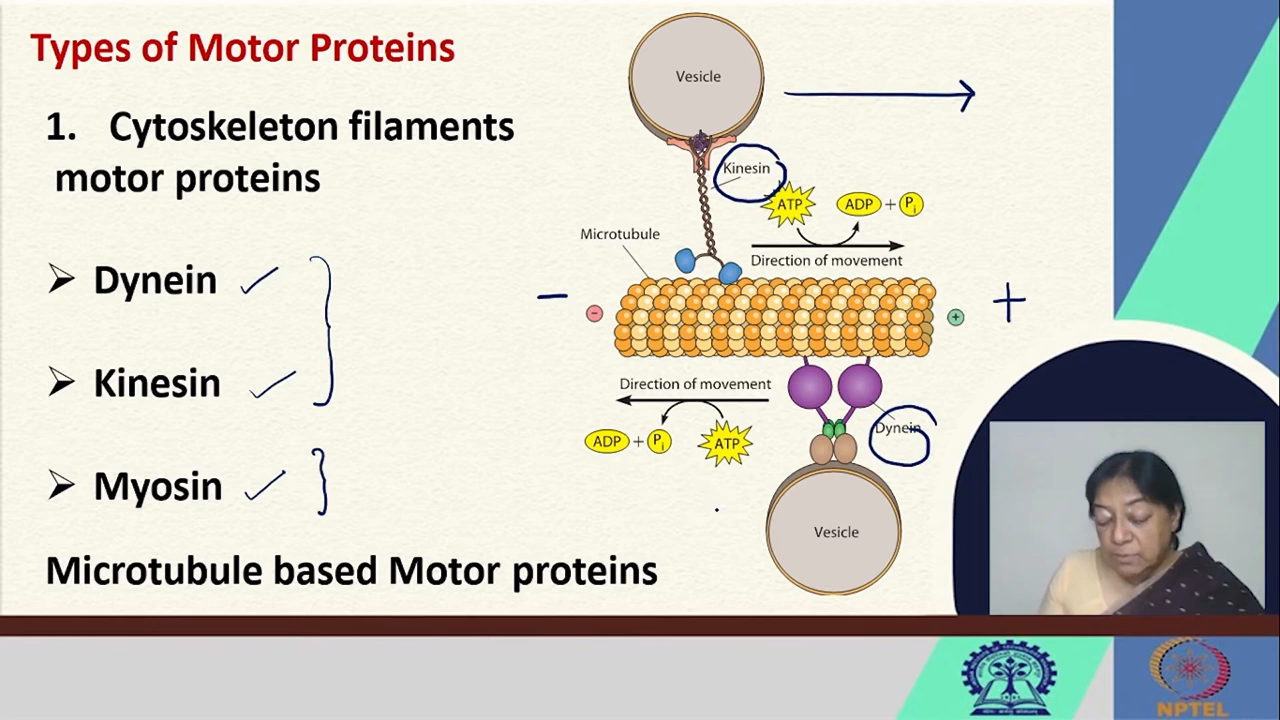 Types of Motor Proteins
1. Cytoskeleton filaments
motor proteins
➢ Dynein ✓
➢ Kinesin ✓
➢ Myosin ✓
Microtubule based Motor proteins
Vesicle
Kinesin
ATP
ADP + Pi
Microtubule
Direction of movement
− +
- +
Direction of movement
ADP + Pi
ATP
Dynein
Vesicle
NPTEL